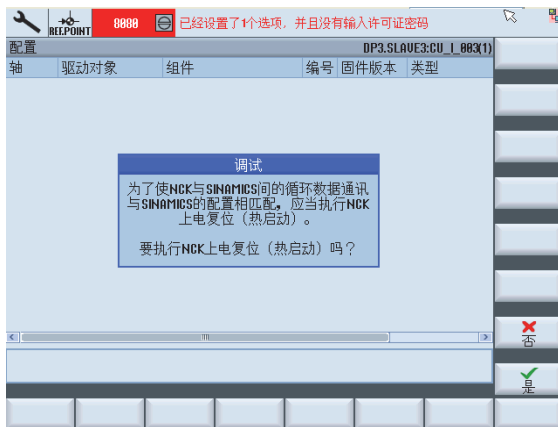 REF.POINT
8080
已经设置了1个选项, 并且没有输入许可证密码
配置 DP3.SLAVE3:CU_I_003(1)
轴 驱动对象 组件 编号 固件版本 类型
调试
为了使NCK与SINAMICS间的循环数据通讯
与SINAMICS的配置相匹配, 应当执行NCK
上电复位（热启动）。
要执行NCK上电复位（热启动）吗？
否
是